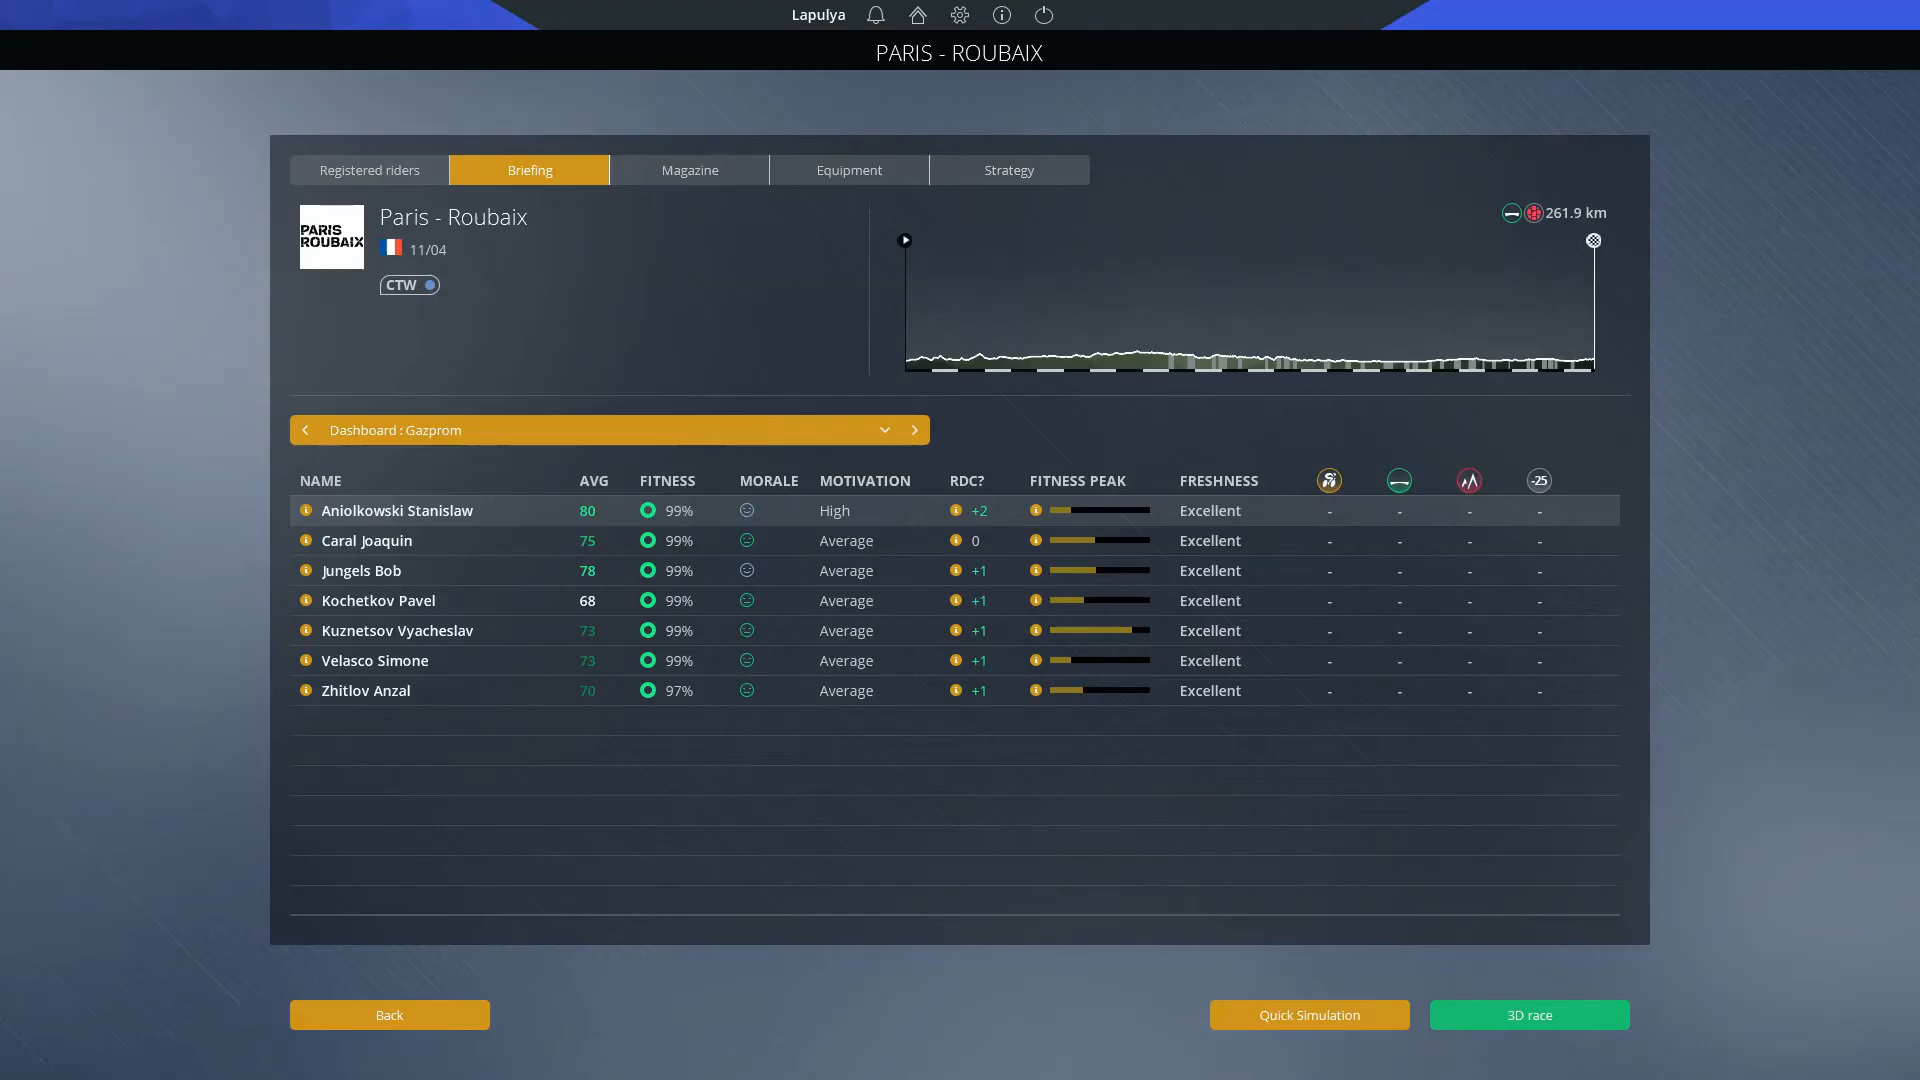 Lapulya
PARIS - ROUBAIX
Registered riders Briefing Magazine Equipment Strategy
PARIS
ROUBAIX
Paris - Roubaix
11/04
CTW
261.9 km
Dashboard : Gazprom
NAME AVG FITNESS MORALE MOTIVATION RDC? FITNESS PEAK FRESHNESS -25
Aniolkowski Stanislaw 80 99% High +2 Excellent - - - -
Caral Joaquin 75 99% Average 0 Excellent - - - -
Jungels Bob 78 99% Average +1 Excellent - - - -
Kochetkov Pavel 68 99% Average +1 Excellent - - - -
Kuznetsov Vyacheslav 73 99% Average +1 Excellent - - - -
Velasco Simone 73 99% Average +1 Excellent - - - -
Zhitlov Anzal 70 97% Average +1 Excellent - - - -
Back Quick Simulation 3D race